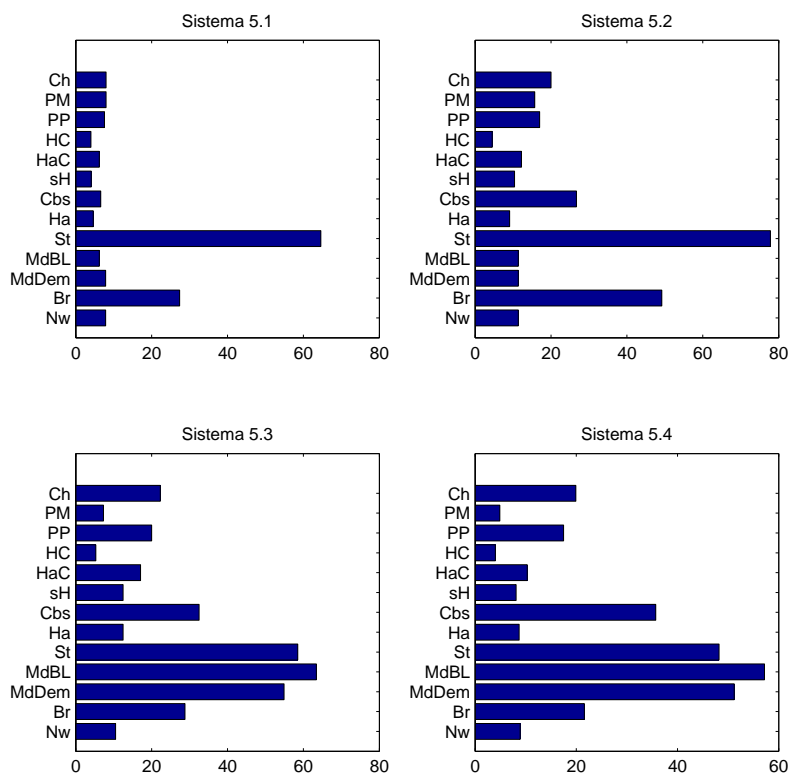 Sistema 5.1
Ch
PM
PP
HC
HaC
sH
Cbs
Ha
St
MdBL
MdDem
Br
Nw
0 20 40 60 80
Sistema 5.2
Ch
PM
PP
HC
HaC
sH
Cbs
Ha
St
MdBL
MdDem
Br
Nw
0 20 40 60 80
Sistema 5.3
Ch
PM
PP
HC
HaC
sH
Cbs
Ha
St
MdBL
MdDem
Br
Nw
0 20 40 60 80
Sistema 5.4
Ch
PM
PP
HC
HaC
sH
Cbs
Ha
St
MdBL
MdDem
Br
Nw
0 20 40 60